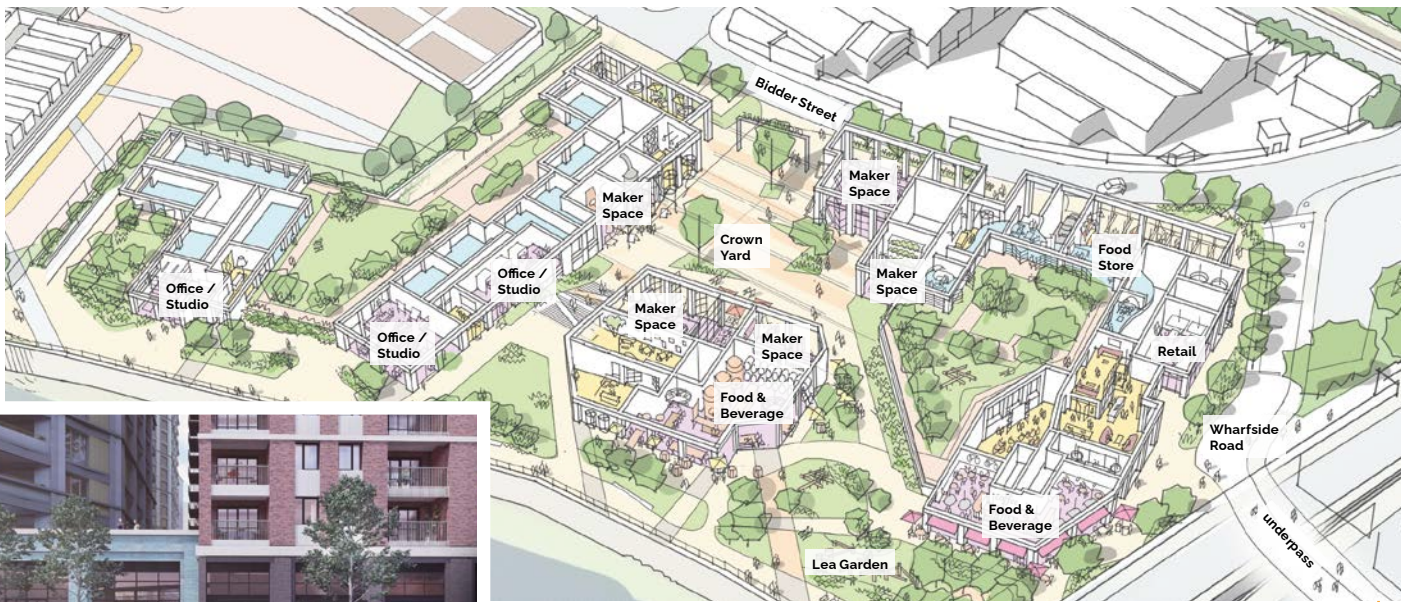 Bidder Street
Maker
Space
Maker
Space
Crown
Yard
Food
Store
Maker
Space
Office /
Studio
Office /
Studio
Maker
Space
Office /
Studio
Maker
Space
Retail
Food &
Beverage
Wharfside
Road
Food &
Beverage
underpass
Lea Garden